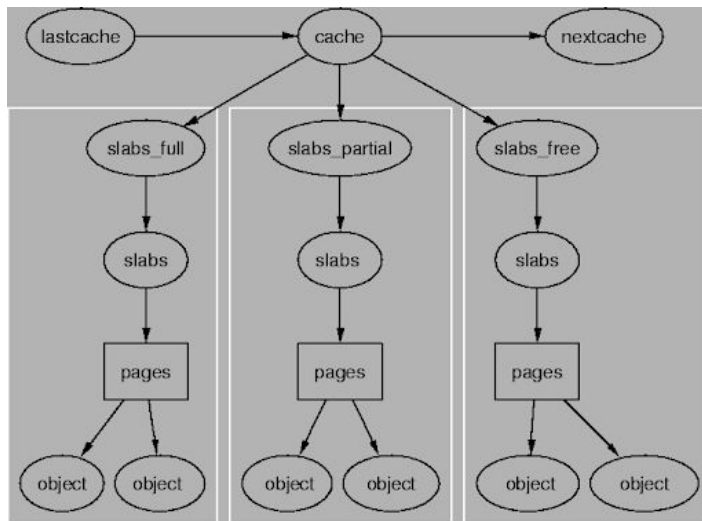 lastcache cache nextcache
slabs_full slabs_partial slabs_free
slabs slabs slabs
pages pages pages
object object object object object object